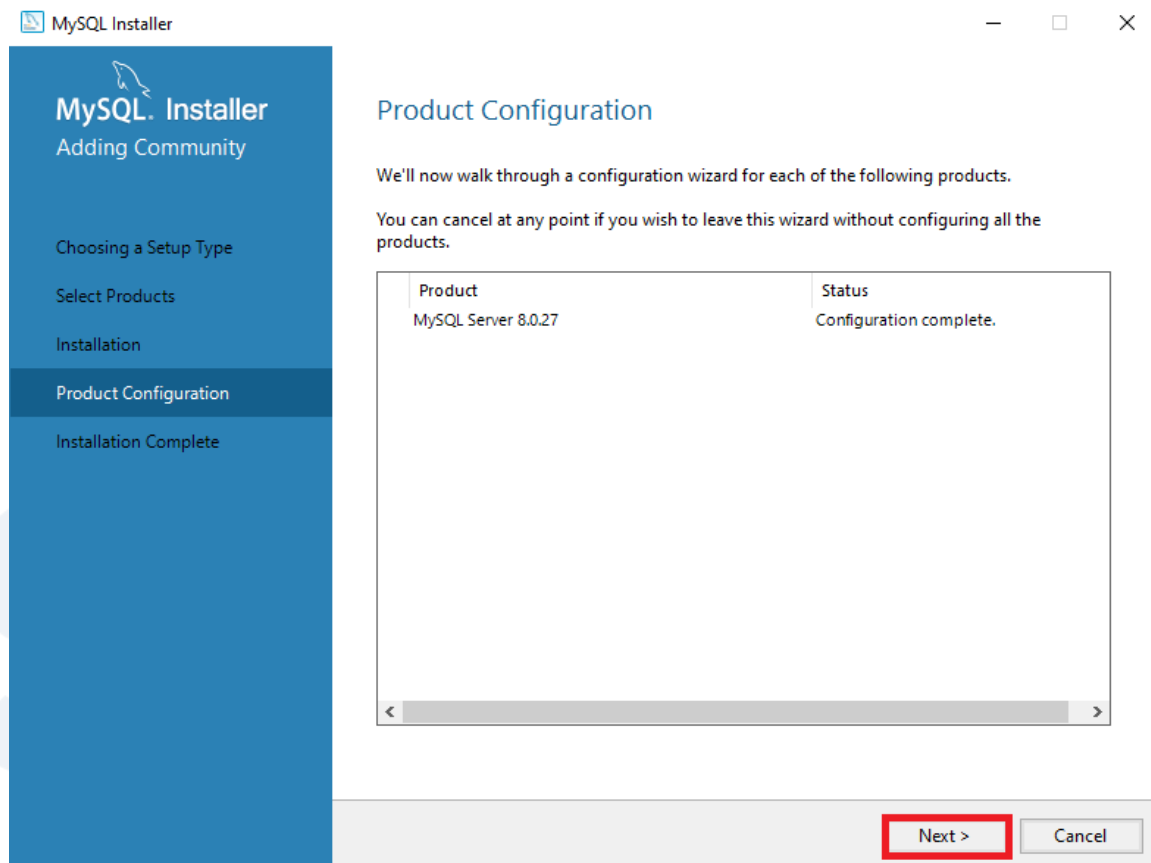 MySQL Installer
MySQL. Installer
Adding Community
Choosing a Setup Type
Select Products
Installation
Product Configuration
Installation Complete
Product Configuration
We'll now walk through a configuration wizard for each of the following products.
You can cancel at any point if you wish to leave this wizard without configuring all the
products.
Product Status
MySQL Server 8.0.27 Configuration complete.
Next > Cancel